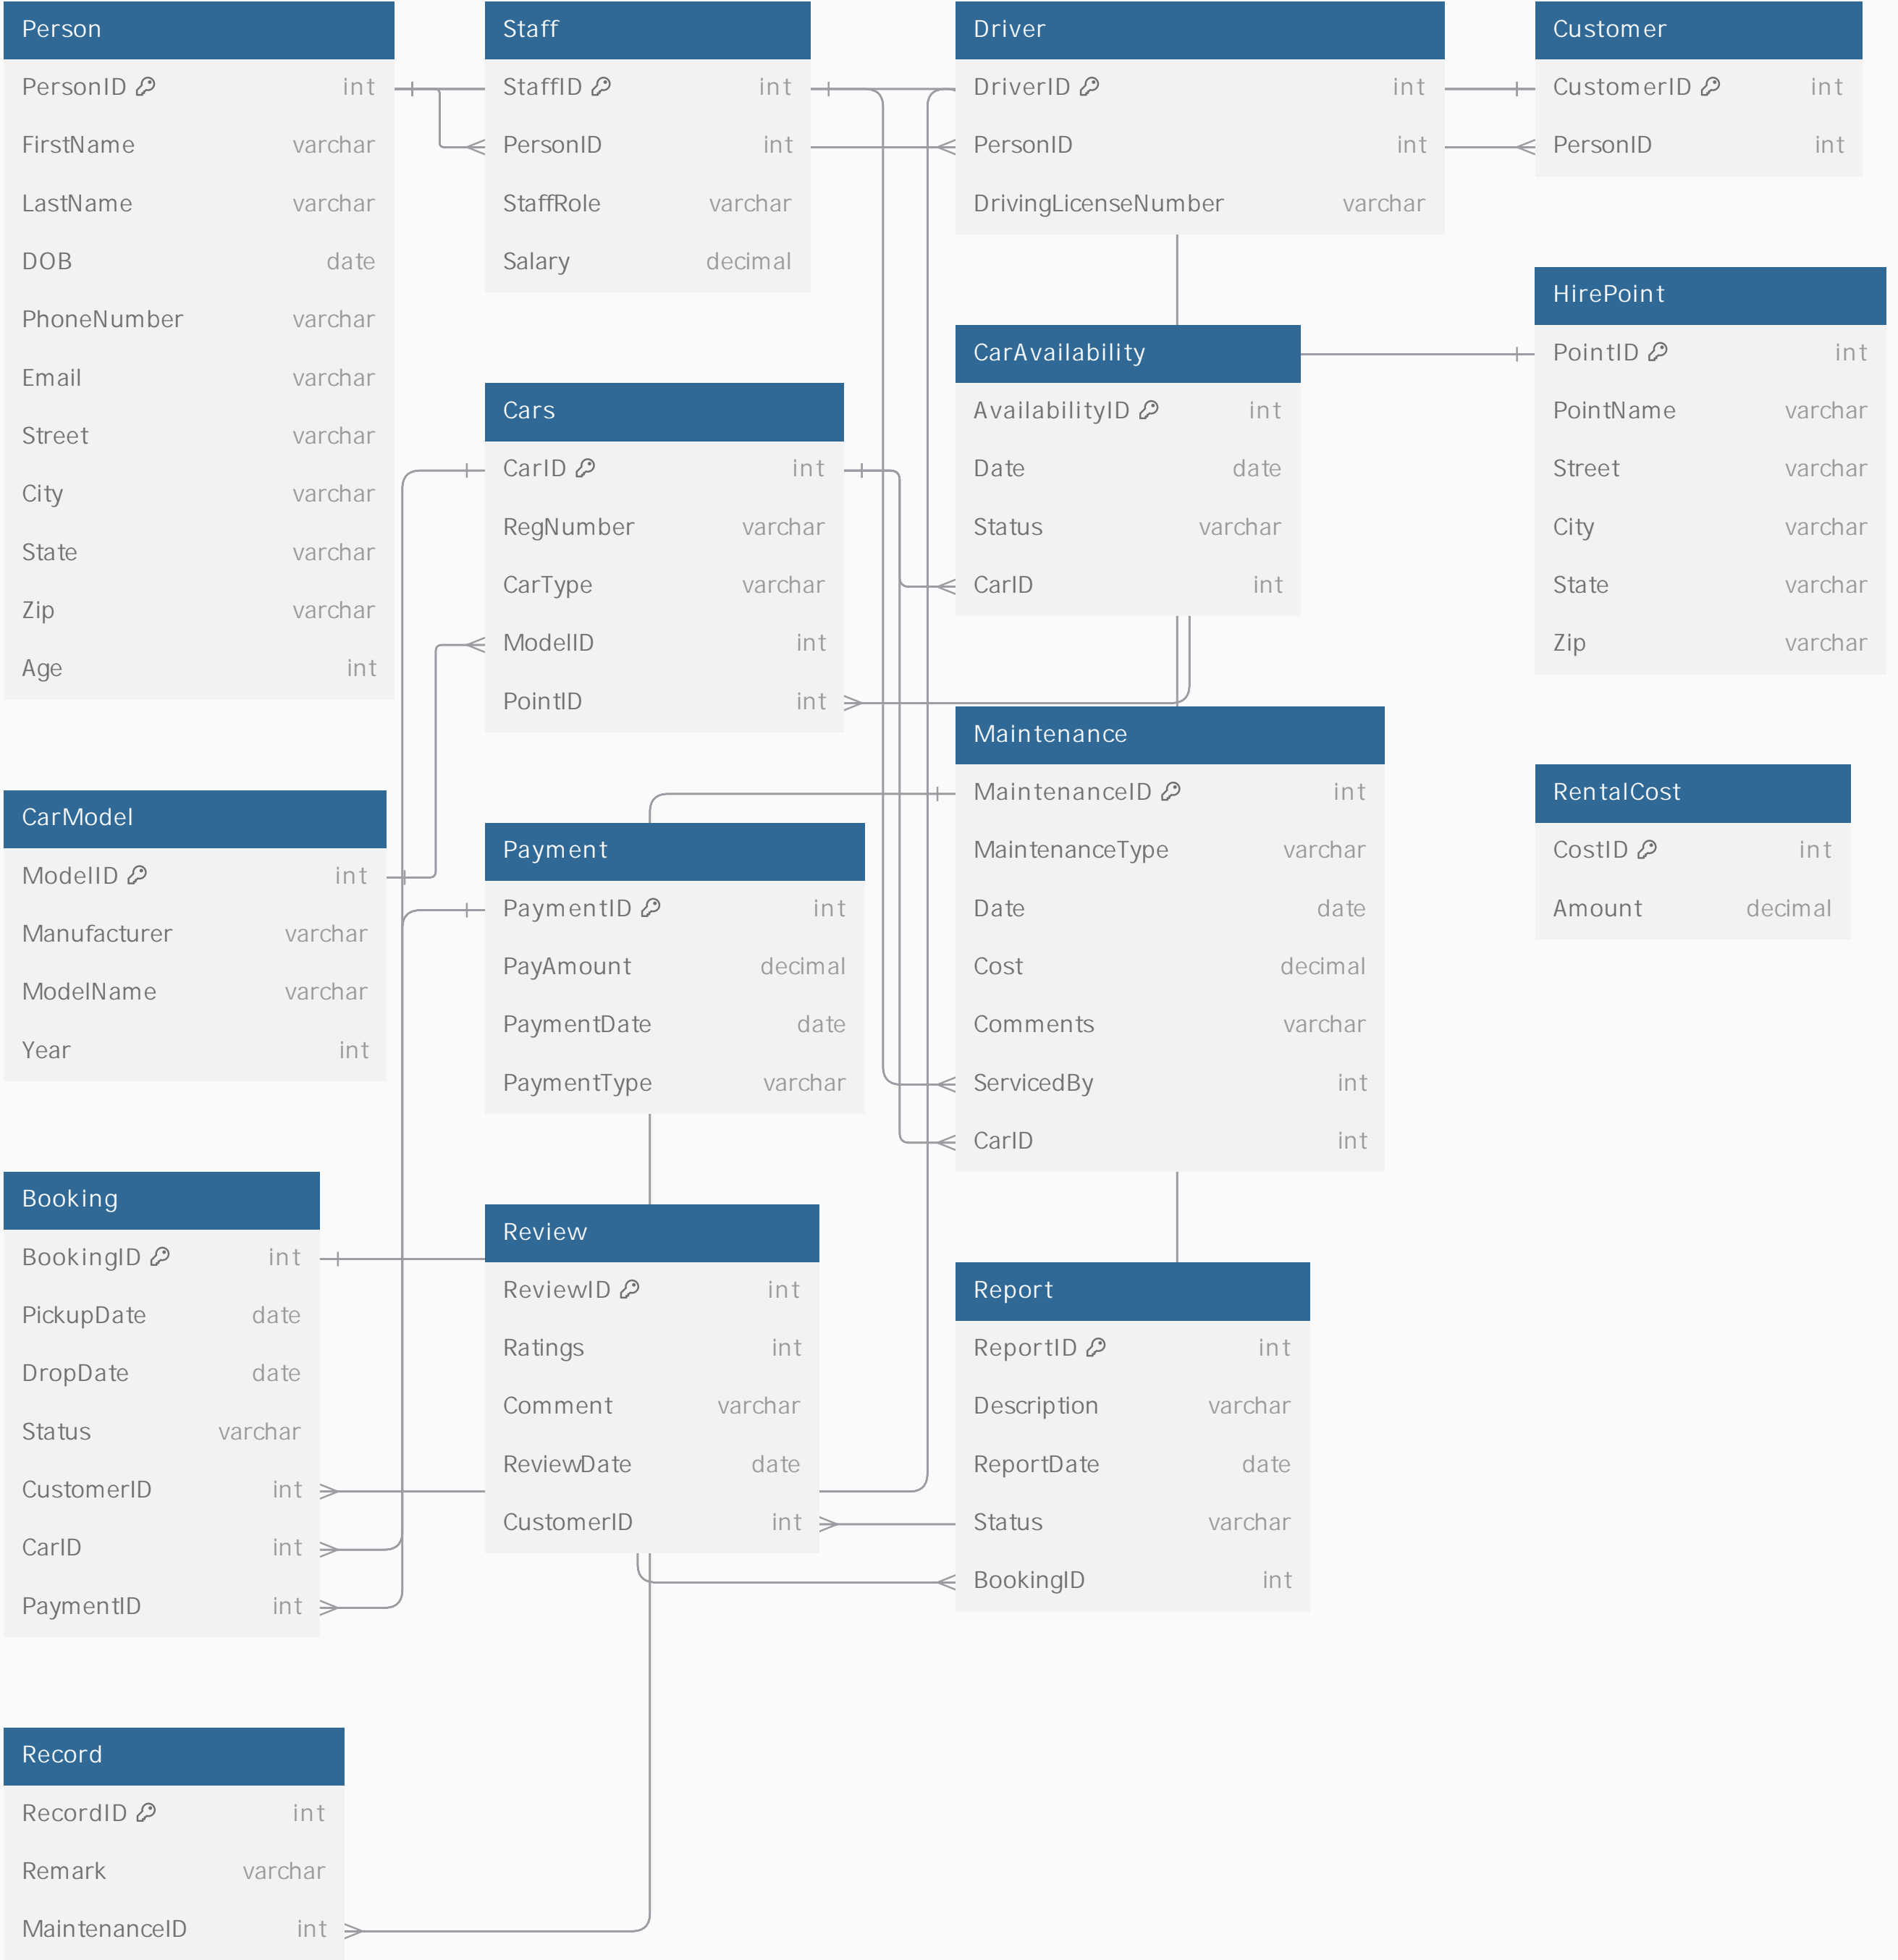 Person
PersonID int
FirstName varchar
LastName varchar
DOB date
PhoneNumber varchar
Email varchar
Street varchar
City varchar
State varchar
Zip varchar
Age int
Staff
StaffID int
PersonID int
StaffRole varchar
Salary decimal
Driver
DriverID int
PersonID int
DrivingLicenseNumber varchar
Customer
CustomerID int
PersonID int
HirePoint
PointID int
PointName varchar
Street varchar
City varchar
State varchar
Zip varchar
CarAvailability
AvailabilityID int
Date date
Status varchar
CarID int
Cars
CarID int
RegNumber varchar
CarType varchar
ModelID int
PointID int
Maintenance
MaintenanceID int
MaintenanceType varchar
Date date
Cost decimal
Comments varchar
ServicedBy int
CarID int
RentalCost
CostID int
Amount decimal
CarModel
ModelID int
Manufacturer varchar
ModelName varchar
Year int
Payment
PaymentID int
PayAmount decimal
PaymentDate date
PaymentType varchar
Booking
BookingID int
PickupDate date
DropDate date
Status varchar
CustomerID int
CarID int
PaymentID int
Review
ReviewID int
Ratings int
Comment varchar
ReviewDate date
CustomerID int
Report
ReportID int
Description varchar
ReportDate date
Status varchar
BookingID int
Record
RecordID int
Remark varchar
MaintenanceID int